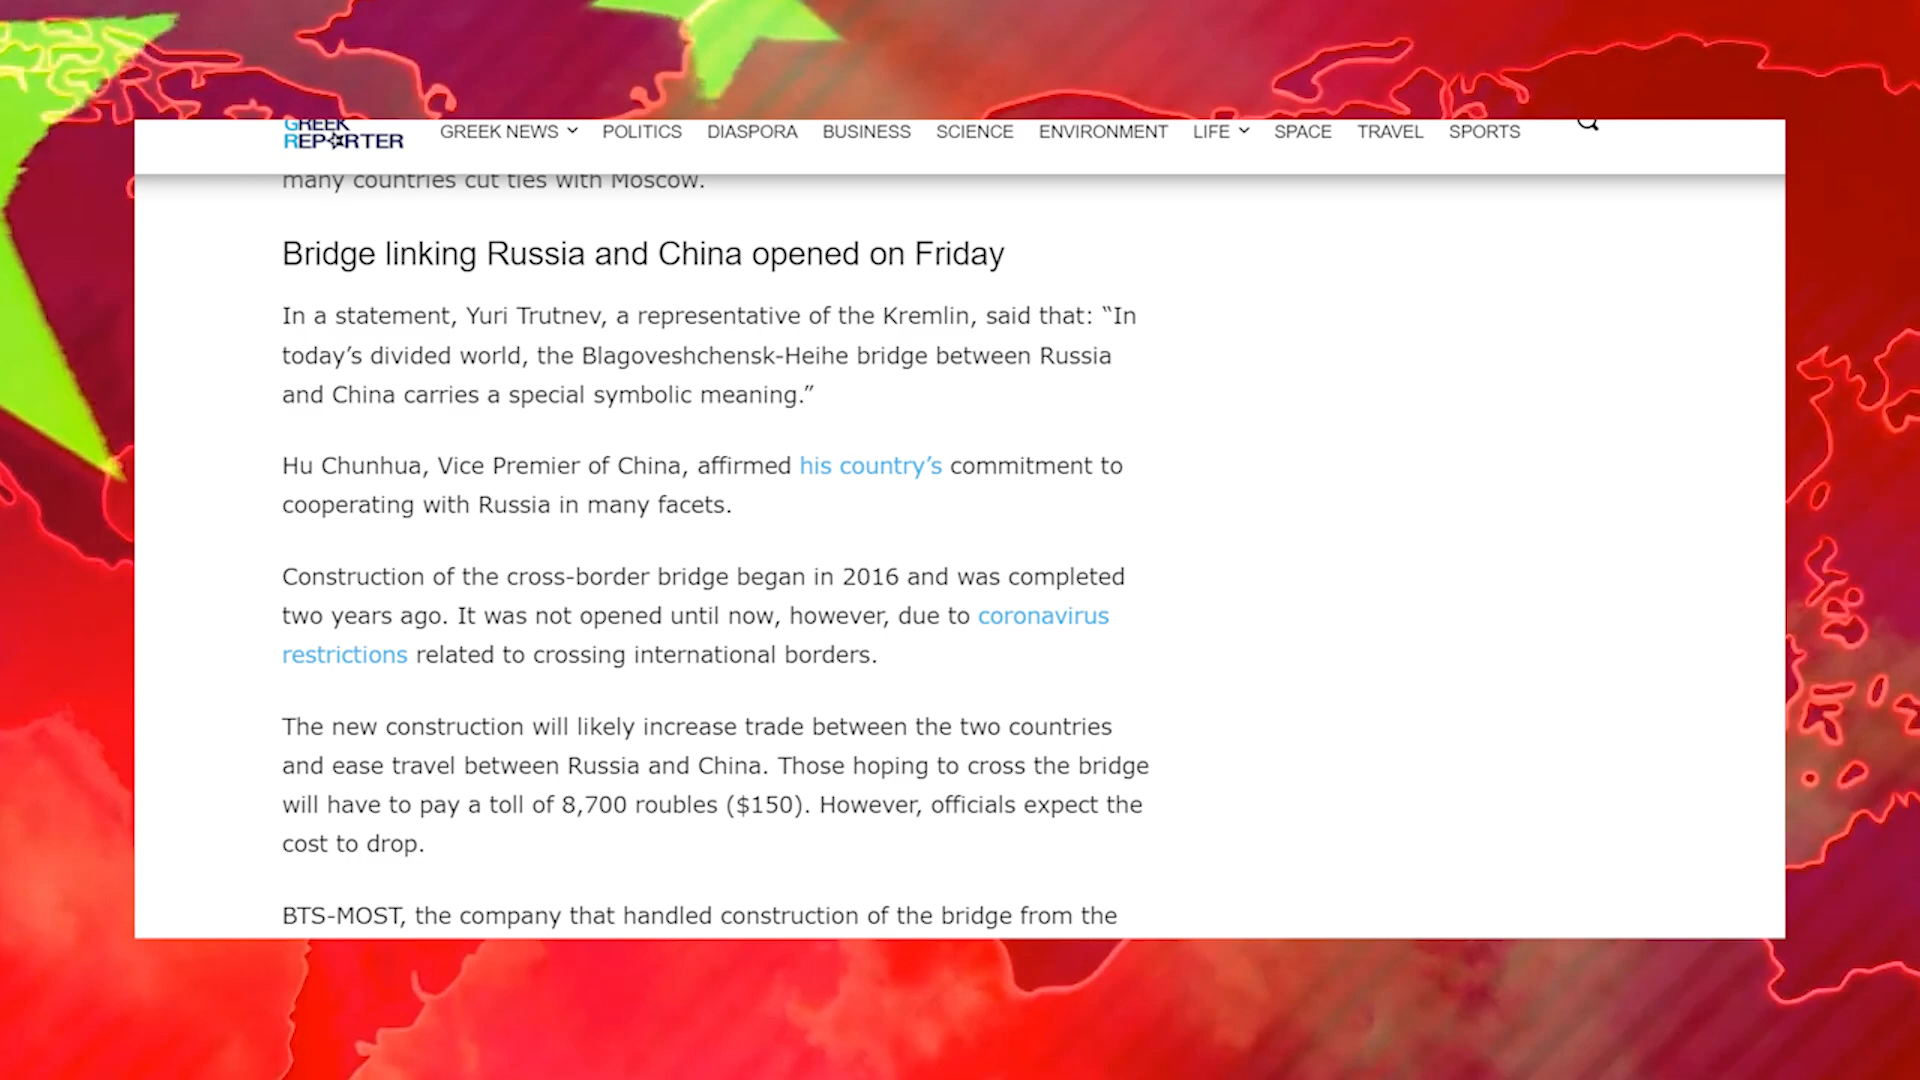 GREEK
REPORTER
GREEK NEWS POLITICS DIASPORA BUSINESS SCIENCE ENVIRONMENT LIFE SPACE TRAVEL SPORTS
many countries cut ties with Moscow.
Bridge linking Russia and China opened on Friday
In a statement, Yuri Trutnev, a representative of the Kremlin, said that: “In
today’s divided world, the Blagoveshchensk-Heihe bridge between Russia
and China carries a special symbolic meaning.”
Hu Chunhua, Vice Premier of China, affirmed his country’s commitment to
cooperating with Russia in many facets.
Construction of the cross-border bridge began in 2016 and was completed
two years ago. It was not opened until now, however, due to coronavirus
restrictions related to crossing international borders.
The new construction will likely increase trade between the two countries
and ease travel between Russia and China. Those hoping to cross the bridge
will have to pay a toll of 8,700 roubles ($150). However, officials expect the
cost to drop.
BTS-MOST, the company that handled construction of the bridge from the